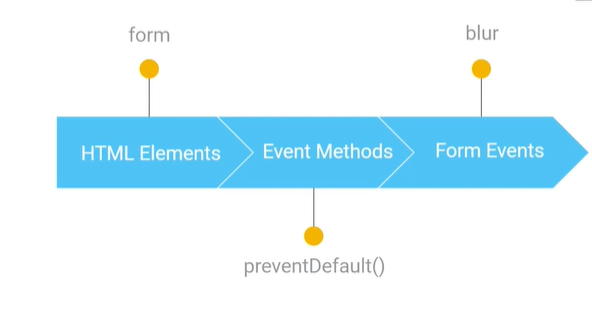 form
blur
HTML Elements
Event Methods
Form Events
preventDefault()